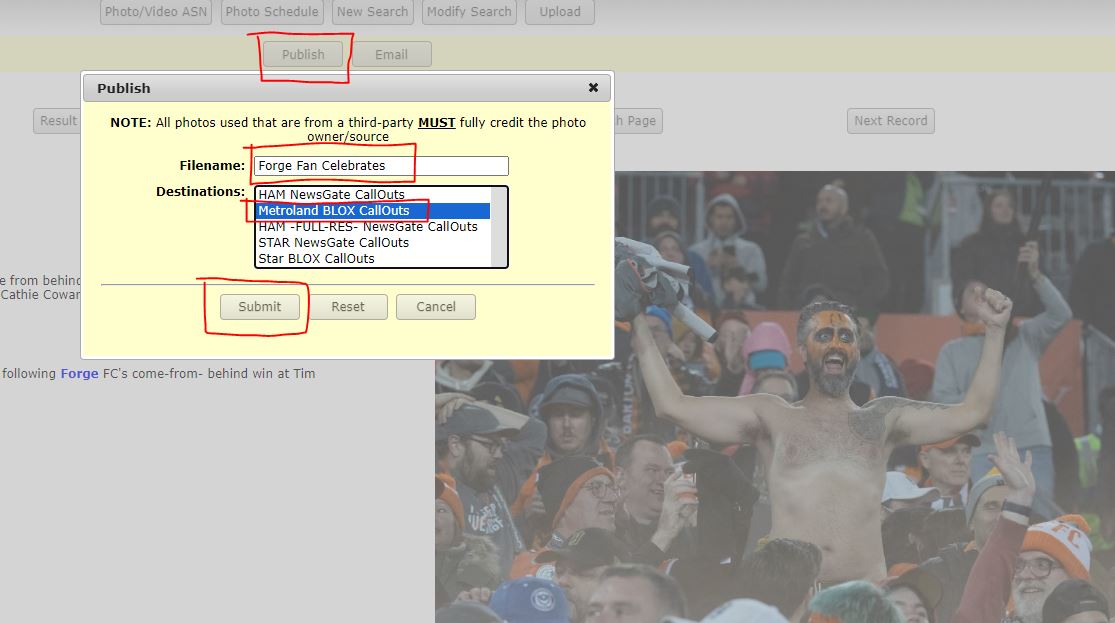 Photo/Video ASN
Photo Schedule
New Search
Modify Search
Upload
Publish
Email
Publish
Result
Page
Next Record
NOTE: All photos used that are from a third-party MUST fully credit the photo
owner/source
Filename:
Forge Fan Celebrates
Destinations:
HAM NewsGate CallOuts
Metroland BLOX CallOuts
HAM -FULL-RES- NewsGate CallOuts
STAR NewsGate CallOuts
Star BLOX CallOuts
e from behind
Cathie Cowar
Submit
Reset
Cancel
following Forge FC's come-from- behind win at Tim